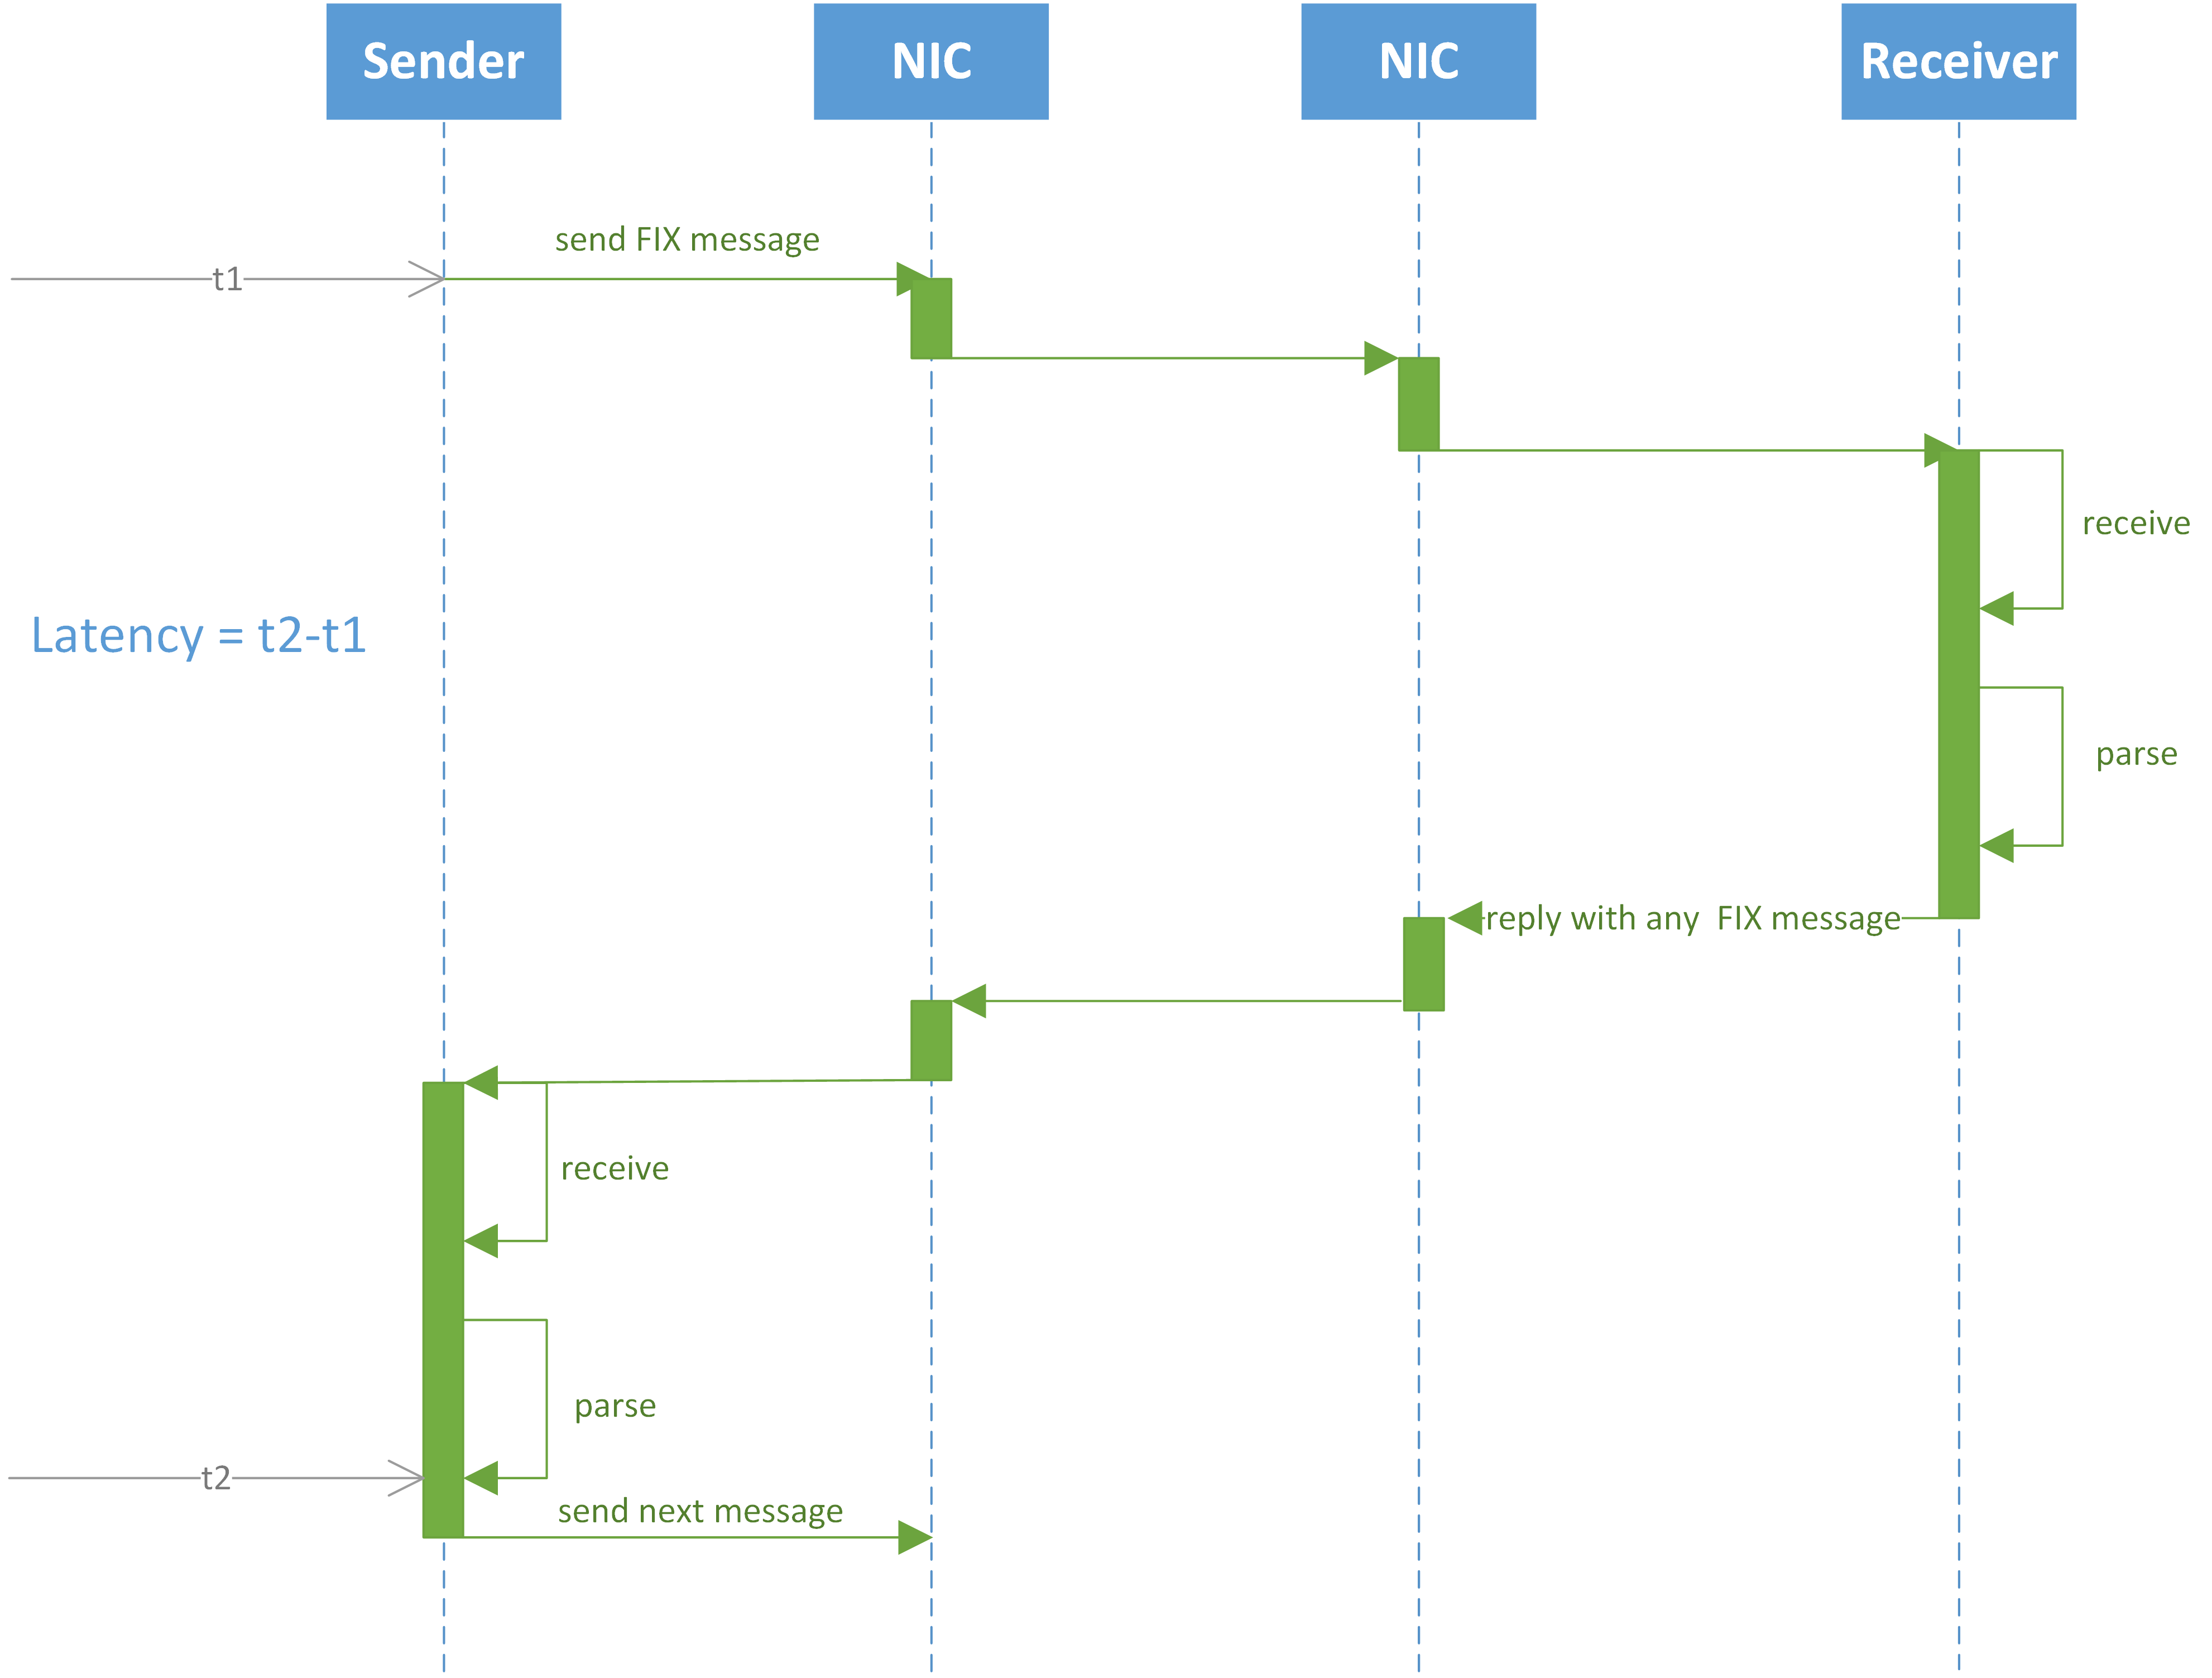 Sender
NIC
NIC
Receiver
send FIX message
t1
receive
Latency = t2-t1
parse
reply with any  FIX message
receive
parse
t2
send next message